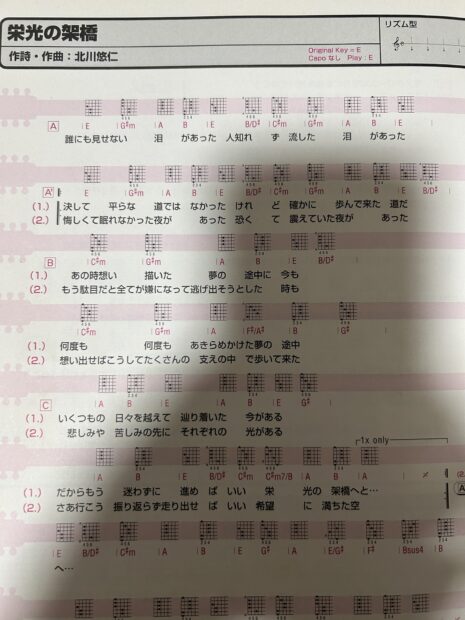 栄光の架橋
作詩・作曲：北川悠仁
Original Key = E
Capo なし Play : E
リズム型
A E G#m A B E B/D# C#m G#m A B
誰にも見せない 泪 があった 人知れ ず 流した 泪 があった
A' E G#m A B E B/D# C#m G#m A B E B/D#
(1.) 決して 平らな 道では なかった けれ ど 確かに 歩んで来た 道だ
(2.) 悔しくて 眠れなかった 夜が あった 恐く て 震えていた夜が あった
B C#m G#m A B E B/D#
(1.) あの時想い 描いた 夢の 途中に 今も
(2.) もう駄目だと全てが嫌になって逃げ出そうとした 時も
C#m G#m A F#/A# B G#
(1.) 何度も 何度も あきらめかけた夢の 途中
(2.) 想い出せばこうしてたくさんの 支えの中 で歩いて来た
C A B E A B E G#
(1.) いくつもの 日々を越えて 辿り着いた 今がある
(2.) 悲しみや 苦しみの先に それぞれの 光がある
1x only
A B E B/D# C#m C#m7/B A B A
(1.) だからもう 迷わずに 進め ば いい 栄 光の 架橋へと…
(2.) さあ行こう 振り返らず走り出せ ば いい 希望 に 満ちた空
E B/D# C#m A B E G# A E/G# F# Bsus4 B
へ…